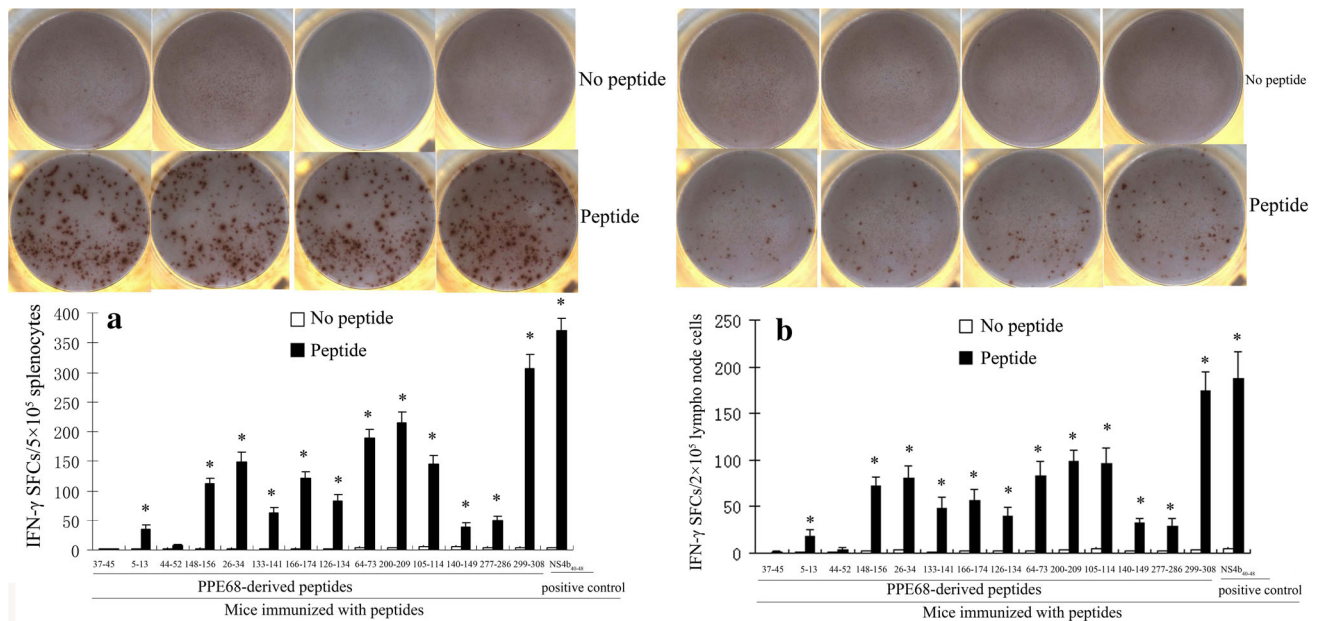 No peptide
Peptide
a
IFN-γ SFCs/5×10⁵ splenocytes
400
350
300
250
200
150
100
50
0
No peptide
Peptide
* * * * * * * * * * * * *
37-45 5-13 44-52 148-156 26-34 133-141 166-174 126-134 64-73 200-209 105-114 140-149 277-286 299-308 NS4b₄₀₋₄₈
PPE68-derived peptides positive control
Mice immunized with peptides
No peptide
Peptide
b
IFN-γ SFCs/2×10⁵ lympho node cells
250
200
150
100
50
0
No peptide
Peptide
* * * * * * * * * * * * *
37-45 5-13 44-52 148-156 26-34 133-141 166-174 126-134 64-73 200-209 105-114 140-149 277-286 299-308 NS4b₄₀₋₄₈
PPE68-derived peptides positive control
Mice immunized with peptides